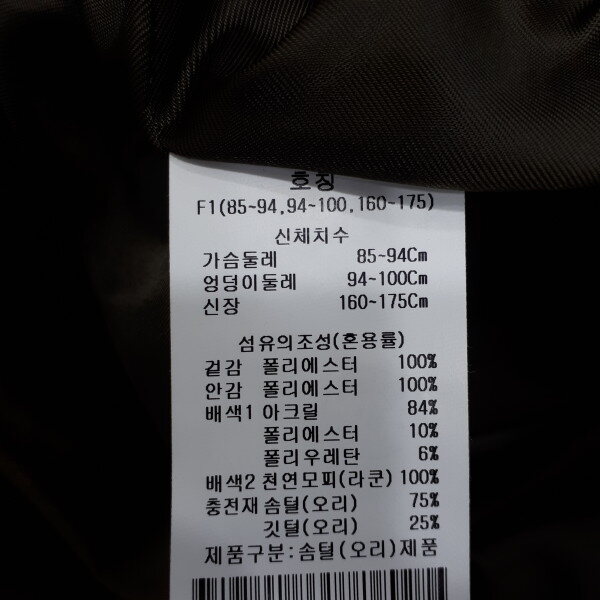 호칭
F1(85~94,94~100,160~175)
신체치수
가슴둘레 85~94Cm
엉덩이둘레 94~100Cm
신장 160~175Cm
섬유의조성(혼용률)
겉감 폴리에스터 100%
안감 폴리에스터 100%
배색1 아크릴 84%
폴리에스터 10%
폴리우레탄 6%
배색2 천연모피(라쿤) 100%
충전재 솜털(오리) 75%
깃털(오리) 25%
제품구분:솜털(오리)제품